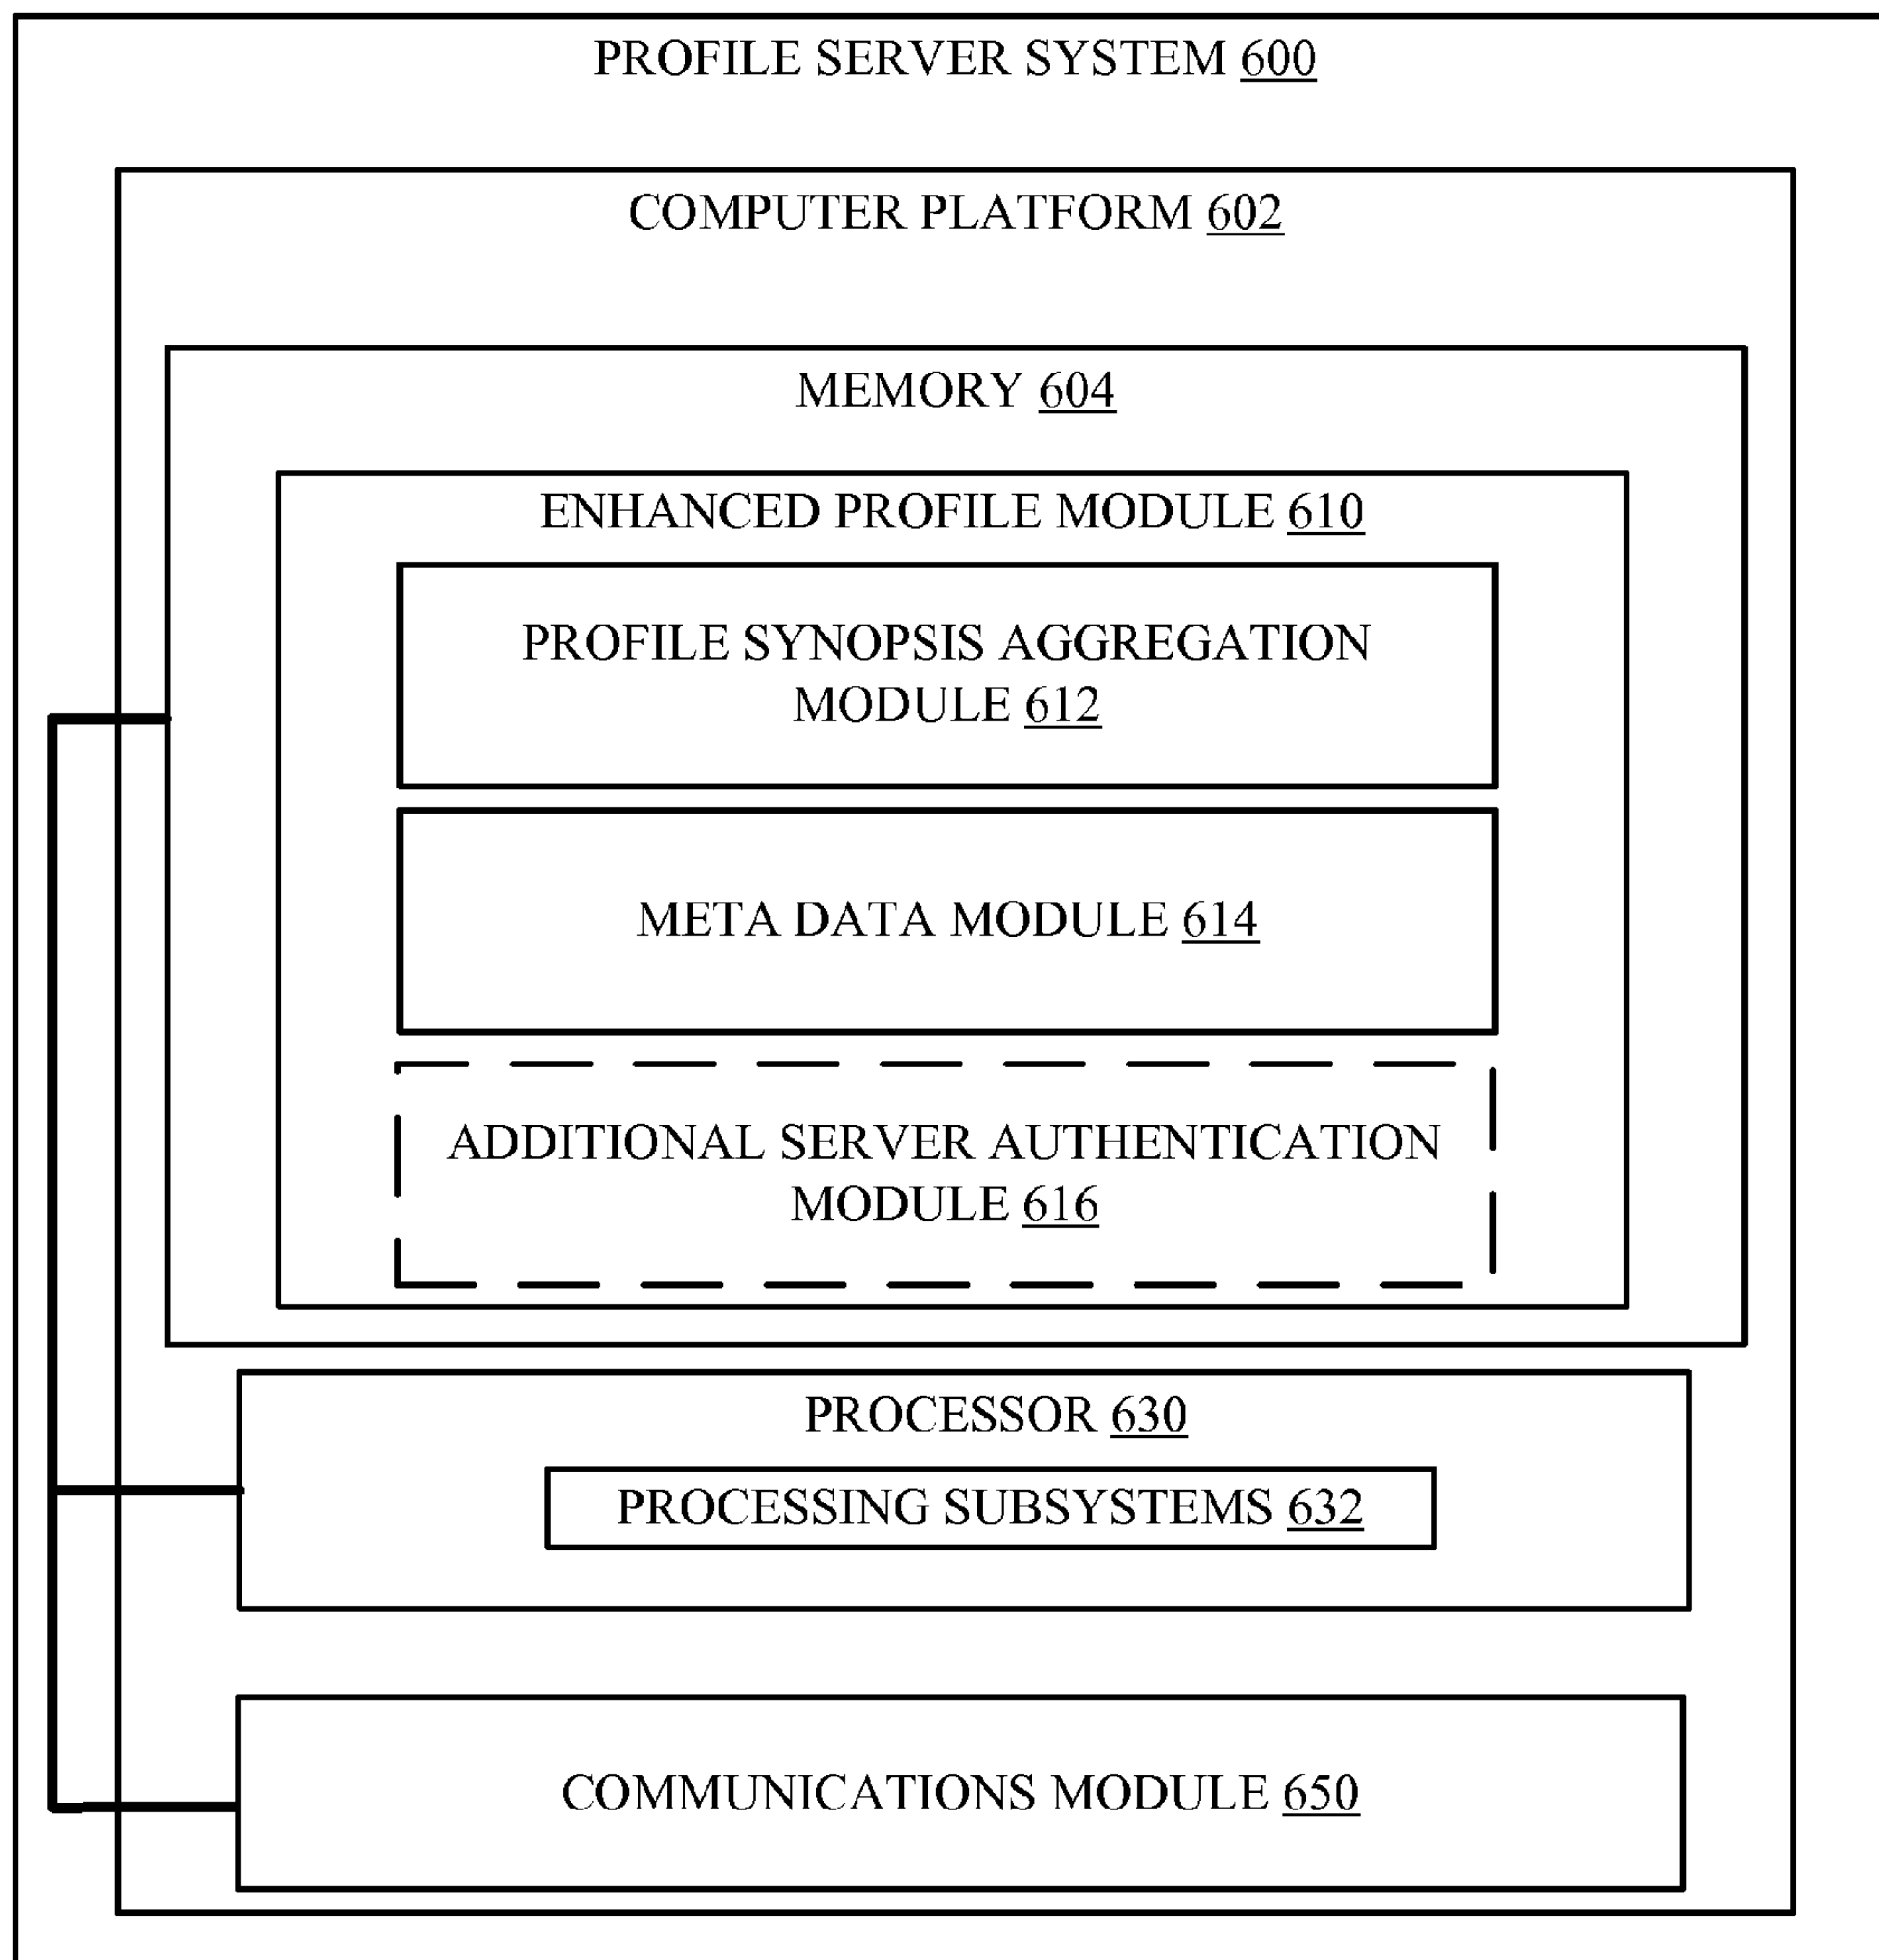 PROFILE SERVER SYSTEM 600
COMPUTER PLATFORM 602
MEMORY 604
ENHANCED PROFILE MODULE 610
PROFILE SYNOPSIS AGGREGATION
MODULE 612
META DATA MODULE 614
ADDITIONAL SERVER AUTHENTICATION
MODULE 616
PROCESSOR 630
PROCESSING SUBSYSTEMS 632
COMMUNICATIONS MODULE 650